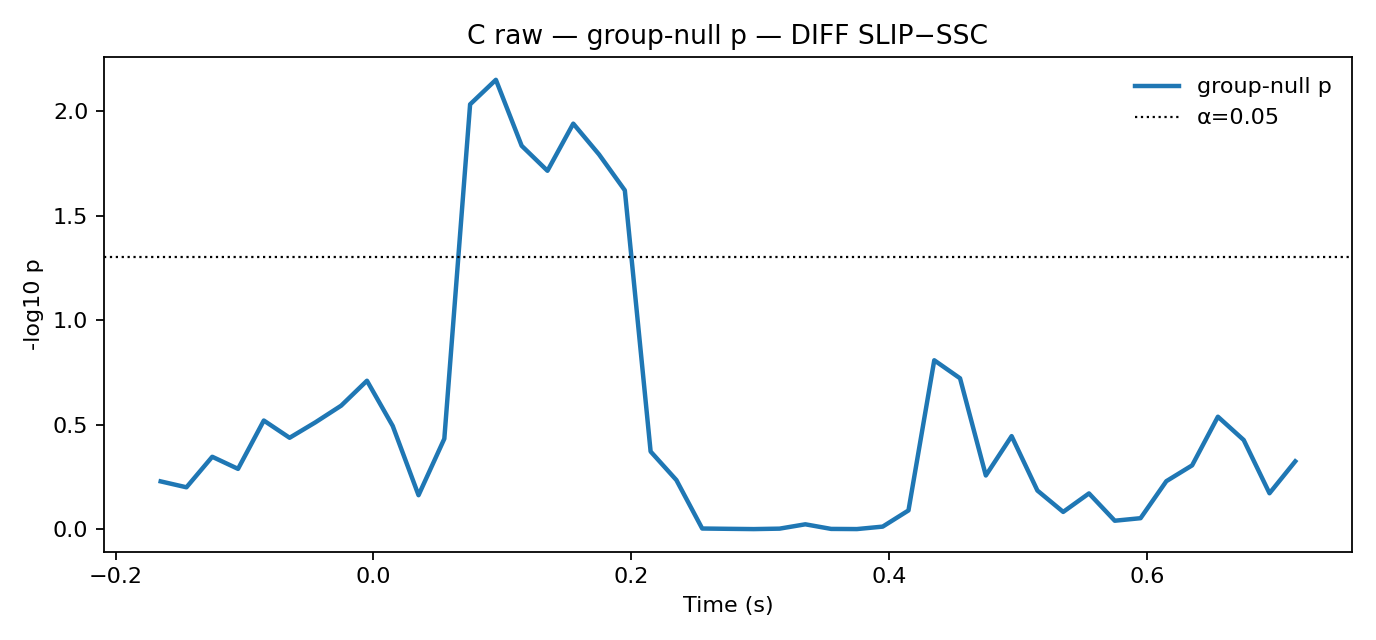 C raw — group-null p — DIFF SLIP−SSC
group-null p
α=0.05
2.0
1.5
1.0
0.5
0.0
-log10 p
−0.2
0.0
0.2
0.4
0.6
Time (s)